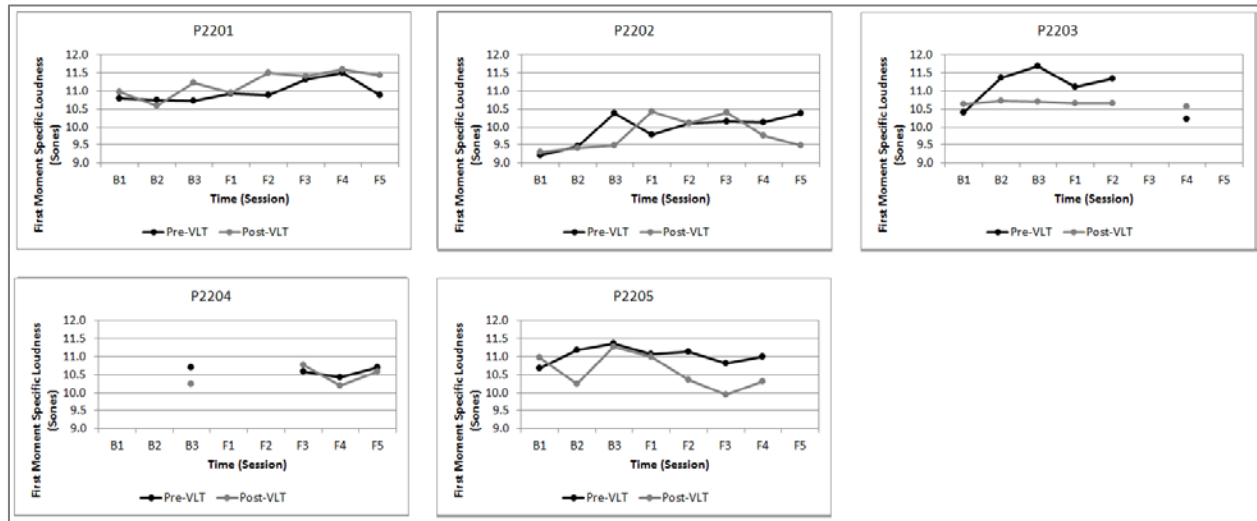 P2201
First Moment Specific Loudness
(Sones)
12.0
11.5
11.0
10.5
10.0
9.5
9.0
B1 B2 B3 F1 F2 F3 F4 F5
Time (Session)
Pre-VLT Post-VLT
P2202
First Moment Specific Loudness
(Sones)
12.0
11.5
11.0
10.5
10.0
9.5
9.0
B1 B2 B3 F1 F2 F3 F4 F5
Time (Session)
Pre-VLT Post-VLT
P2203
First Moment Specific Loudness
(Sones)
12.0
11.5
11.0
10.5
10.0
9.5
9.0
B1 B2 B3 F1 F2 F3 F4 F5
Time (Session)
Pre-VLT Post-VLT
P2204
First Moment Specific Loudness
(Sones)
12.0
11.5
11.0
10.5
10.0
9.5
9.0
B1 B2 B3 F1 F2 F3 F4 F5
Time (Session)
Pre-VLT Post-VLT
P2205
First Moment Specific Loudness
(Sones)
12.0
11.5
11.0
10.5
10.0
9.5
9.0
B1 B2 B3 F1 F2 F3 F4 F5
Time (Session)
Pre-VLT Post-VLT